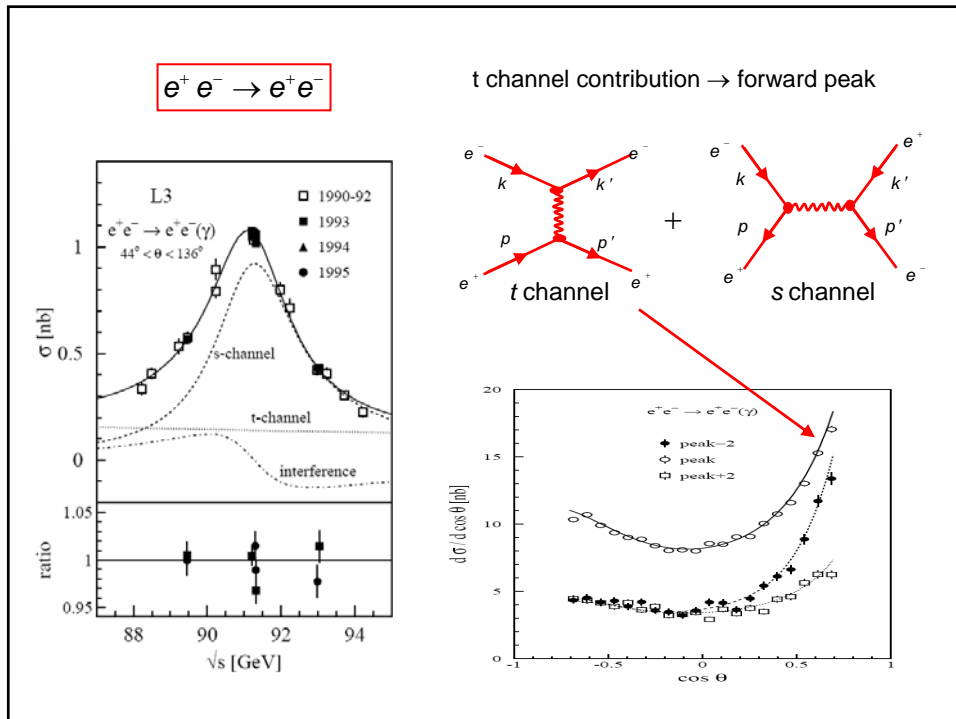 e⁺ e⁻ → e⁺ e⁻
t channel contribution → forward peak
e⁻
e⁻
k
k'
p
p'
e⁺
e⁺
t channel
+
e⁻
e⁺
k
k'
p
p'
e⁺
e⁻
s channel
L3
e⁺e⁻ → e⁺e⁻(γ)
44° < θ < 136°
1990-92
1993
1994
1995
σ [nb]
1
0.5
0
s-channel
t-channel
interference
ratio
1.05
1
0.95
88
90
92
94
√s [GeV]
e⁺e⁻ → e⁺e⁻(γ)
peak−2
peak
peak+2
dσ/dcosθ [nb]
20
15
10
5
0
-1
-0.5
0
0.5
1
cos θ